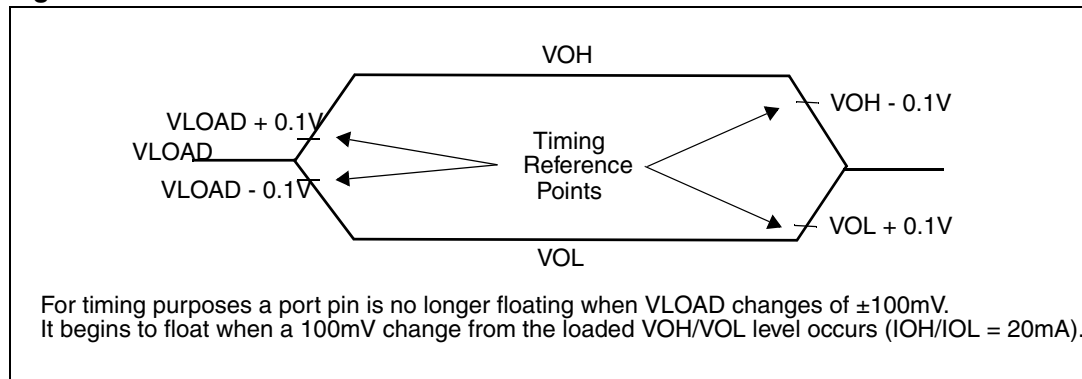 VOH
VLOAD + 0.1V
VOH - 0.1V
VLOAD
Timing
Reference
Points
VLOAD - 0.1V
VOL + 0.1V
VOL
For timing purposes a port pin is no longer floating when VLOAD changes of ±100mV.
It begins to float when a 100mV change from the loaded VOH/VOL level occurs (IOH/IOL = 20mA).